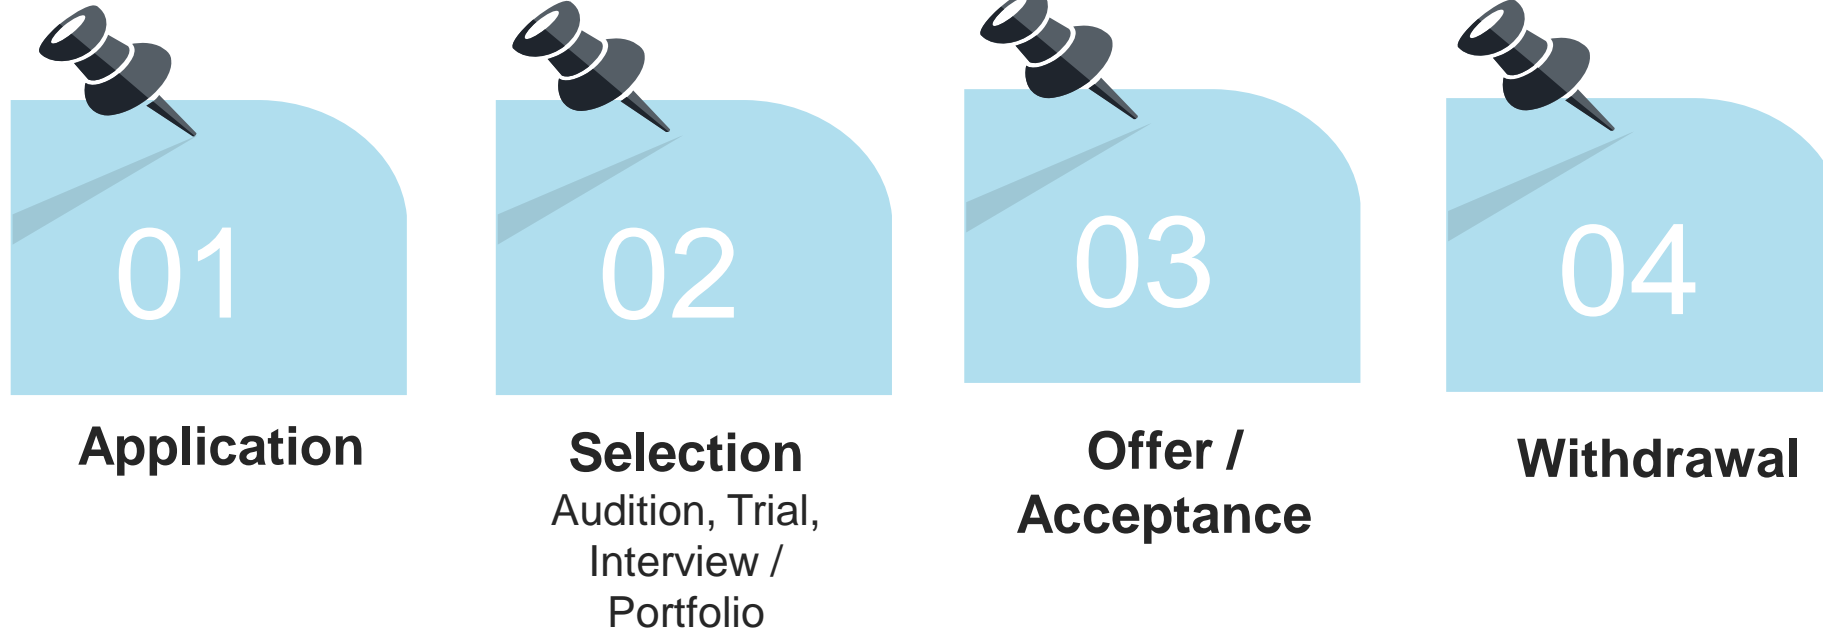 01
Application
02
Selection
Audition, Trial,
Interview /
Portfolio
03
Offer /
Acceptance
04
Withdrawal